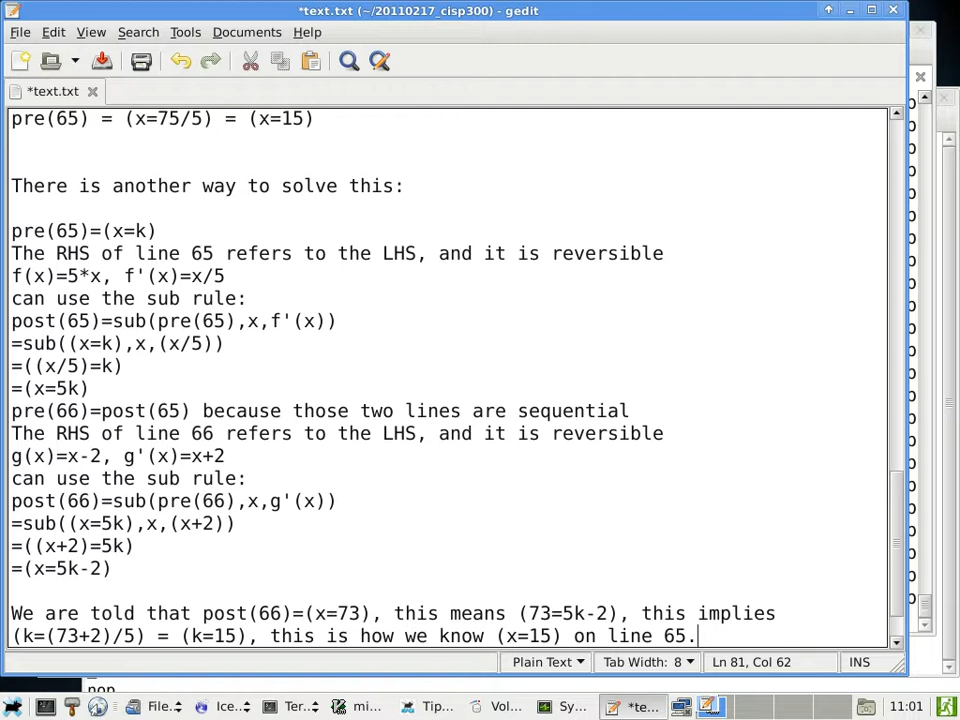 *text.txt (~/20110217_cisp300) - gedit
File Edit View Search Tools Documents Help
*text.txt
pre(65) = (x=75/5) = (x=15)
There is another way to solve this:
pre(65)=(x=k)
The RHS of line 65 refers to the LHS, and it is reversible
f(x)=5*x, f'(x)=x/5
can use the sub rule:
post(65)=sub(pre(65),x,f'(x))
=sub((x=k),x,(x/5))
=((x/5)=k)
=(x=5k)
pre(66)=post(65) because those two lines are sequential
The RHS of line 66 refers to the LHS, and it is reversible
g(x)=x-2, g'(x)=x+2
can use the sub rule:
post(66)=sub(pre(66),x,g'(x))
=sub((x=5k),x,(x+2))
=((x+2)=5k)
=(x=5k-2)
We are told that post(66)=(x=73), this means (73=5k-2), this implies
(k=(73+2)/5) = (k=15), this is how we know (x=15) on line 65.
Plain Text Tab Width: 8 Ln 81, Col 62 INS
File... Ice... Ter... mi... Tip... Vol... Sy... *te... 11:01